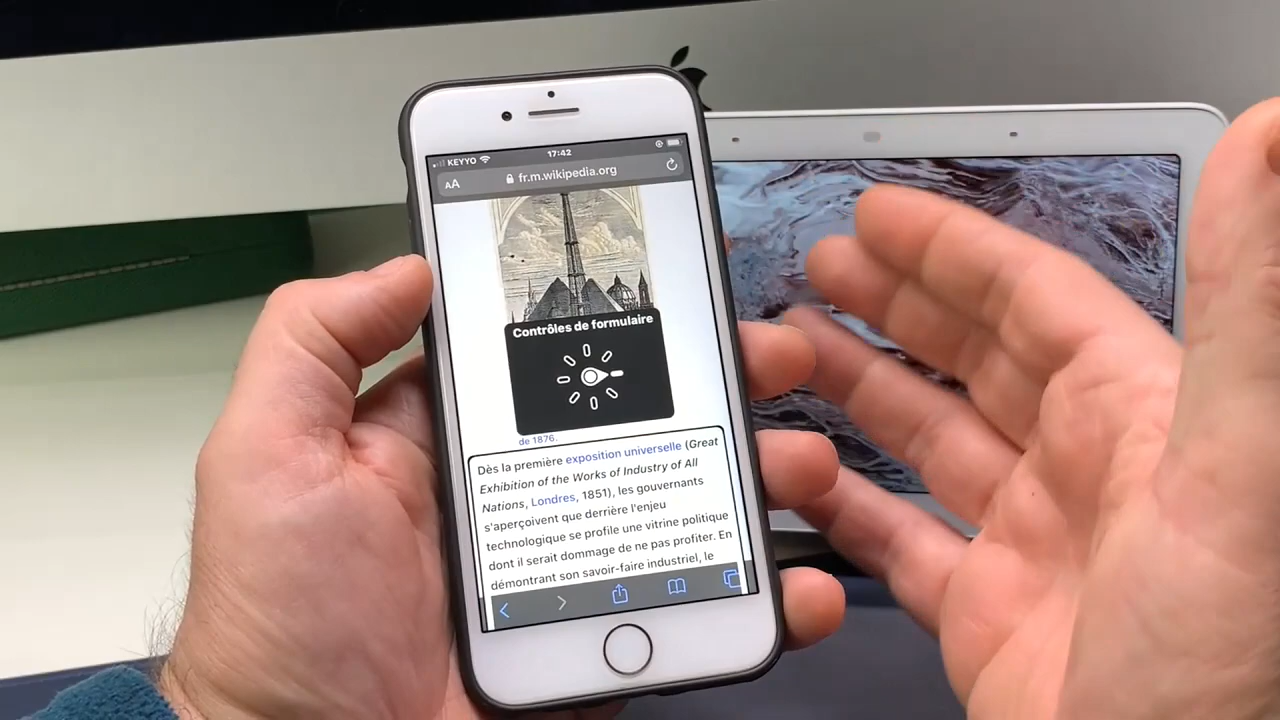 KEYYO
17:42
AA
fr.m.wikipedia.org
Contrôles de formulaire
de 1876.
Dès la première exposition universelle (Great
Exhibition of the Works of Industry of All
Nations, Londres, 1851), les gouvernants
s'aperçoivent que derrière l'enjeu
technologique se profile une vitrine politique
dont il serait dommage de ne pas profiter. En
démontrant son savoir-faire industriel, le